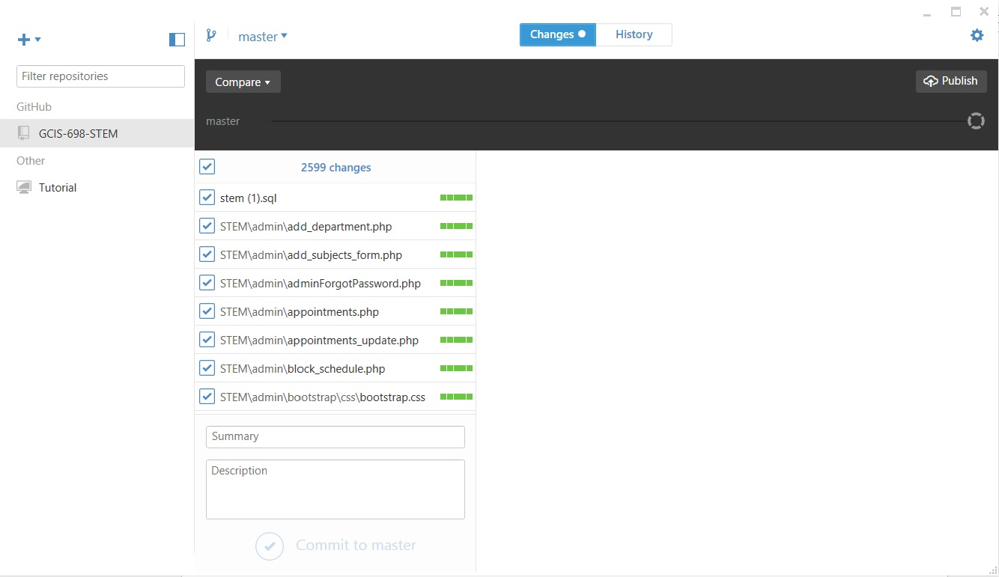 master
Changes
History
Filter repositories
GitHub
GCIS-698-STEM
Other
Tutorial
Compare
Publish
master
2599 changes
stem (1).sql
STEM\admin\add_department.php
STEM\admin\add_subjects_form.php
STEM\admin\adminForgotPassword.php
STEM\admin\appointments.php
STEM\admin\appointments_update.php
STEM\admin\block_schedule.php
STEM\admin\bootstrap\css\bootstrap.css
Summary
Description
Commit to master